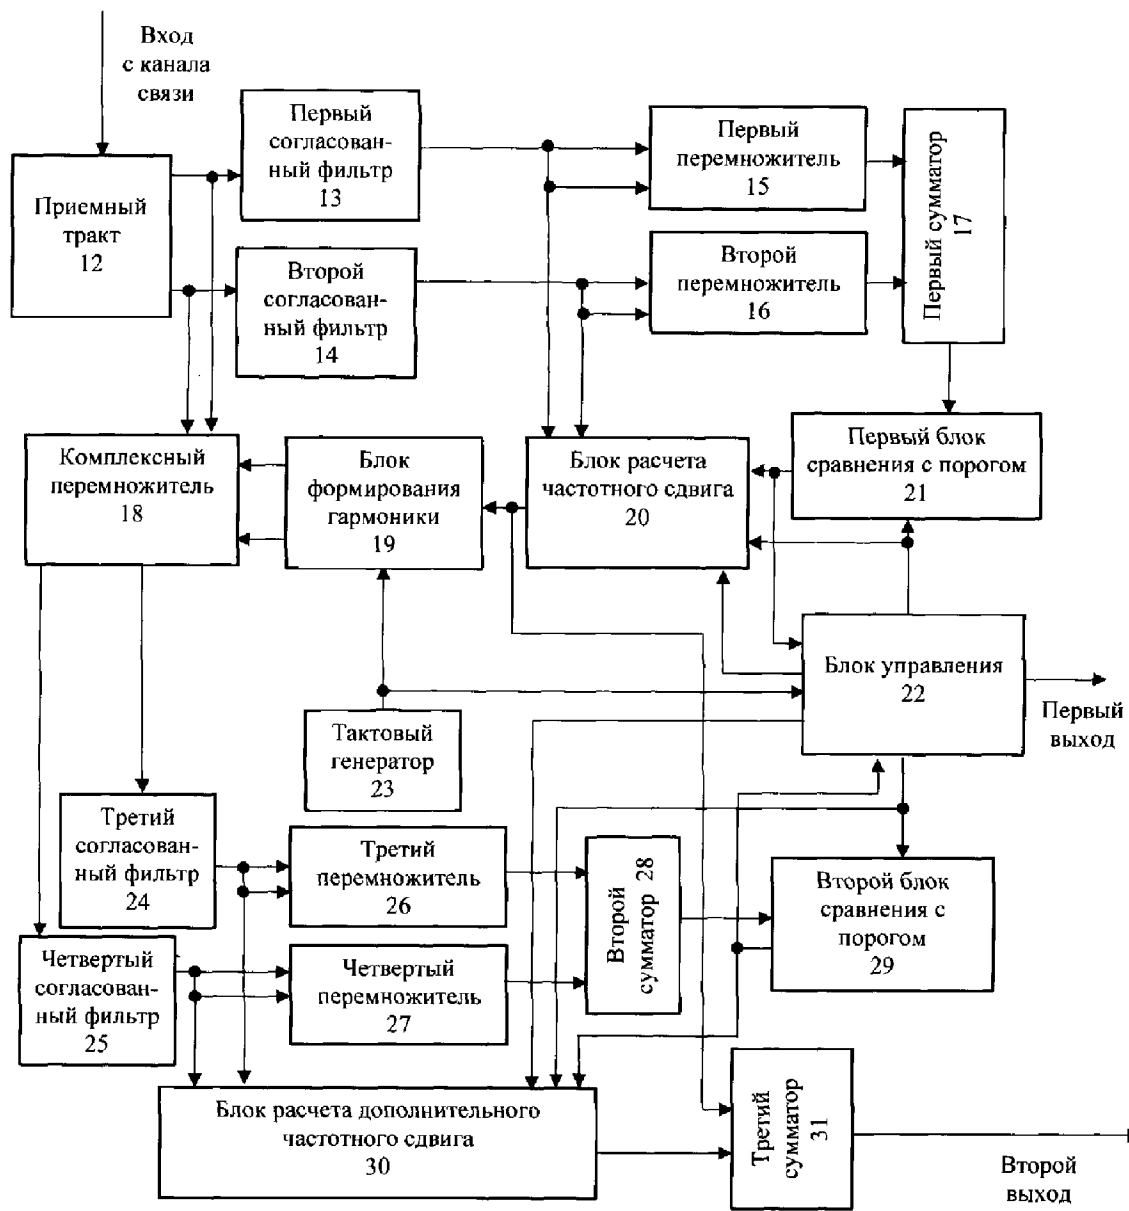 Вход
с канала
связи
Приемный
тракт
12
Первый
согласован-
ный фильтр
13
Второй
согласован-
ный фильтр
14
Первый
перемножитель
15
Второй
перемножитель
16
Первый сумматор
17
Комплексный
перемножитель
18
Блок
формирования
гармоники
19
Блок расчета
частотного сдвига
20
Первый блок
сравнения с порогом
21
Блок управления
22
Первый
выход
Тактовый
генератор
23
Третий
согласован-
ный фильтр
24
Четвертый
согласован-
ный фильтр
25
Третий
перемножитель
26
Четвертый
перемножитель
27
Второй
сумматор 28
Второй блок
сравнения с
порогом
29
Блок расчета дополнительного
частотного сдвига
30
Третий
сумматор
31
Второй
выход